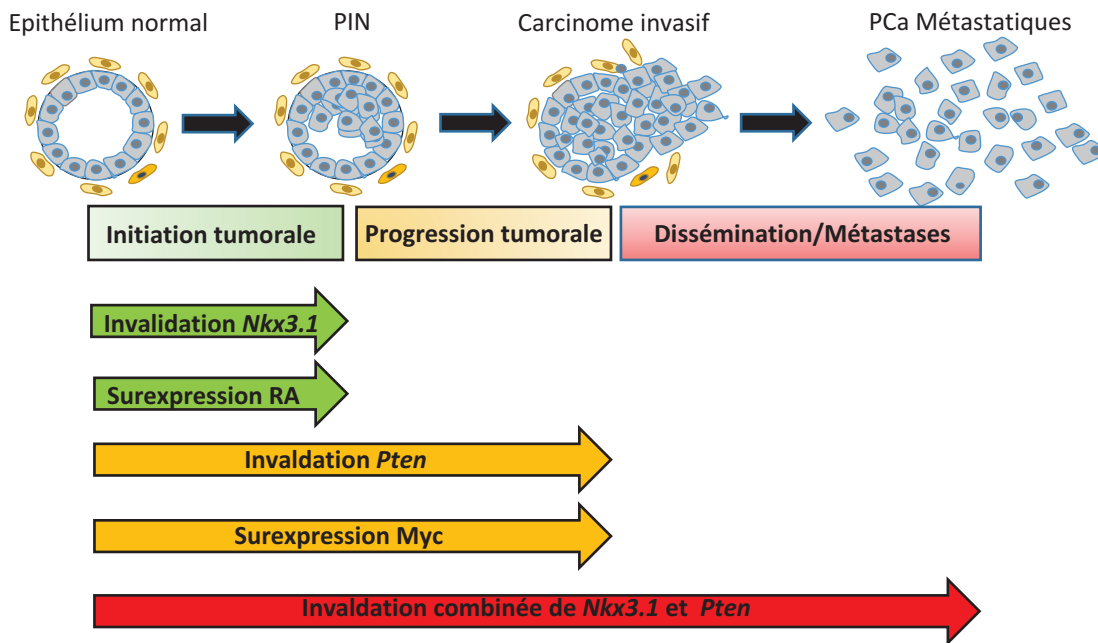 Epithélium normal
PIN
Carcinome invasif
PCa Métastatiques
Initiation tumorale
Progression tumorale
Dissémination/Métastases
Invalidation Nkx3.1
Surexpression RA
Invaldation Pten
Surexpression Myc
Invaldation combinée de Nkx3.1 et Pten